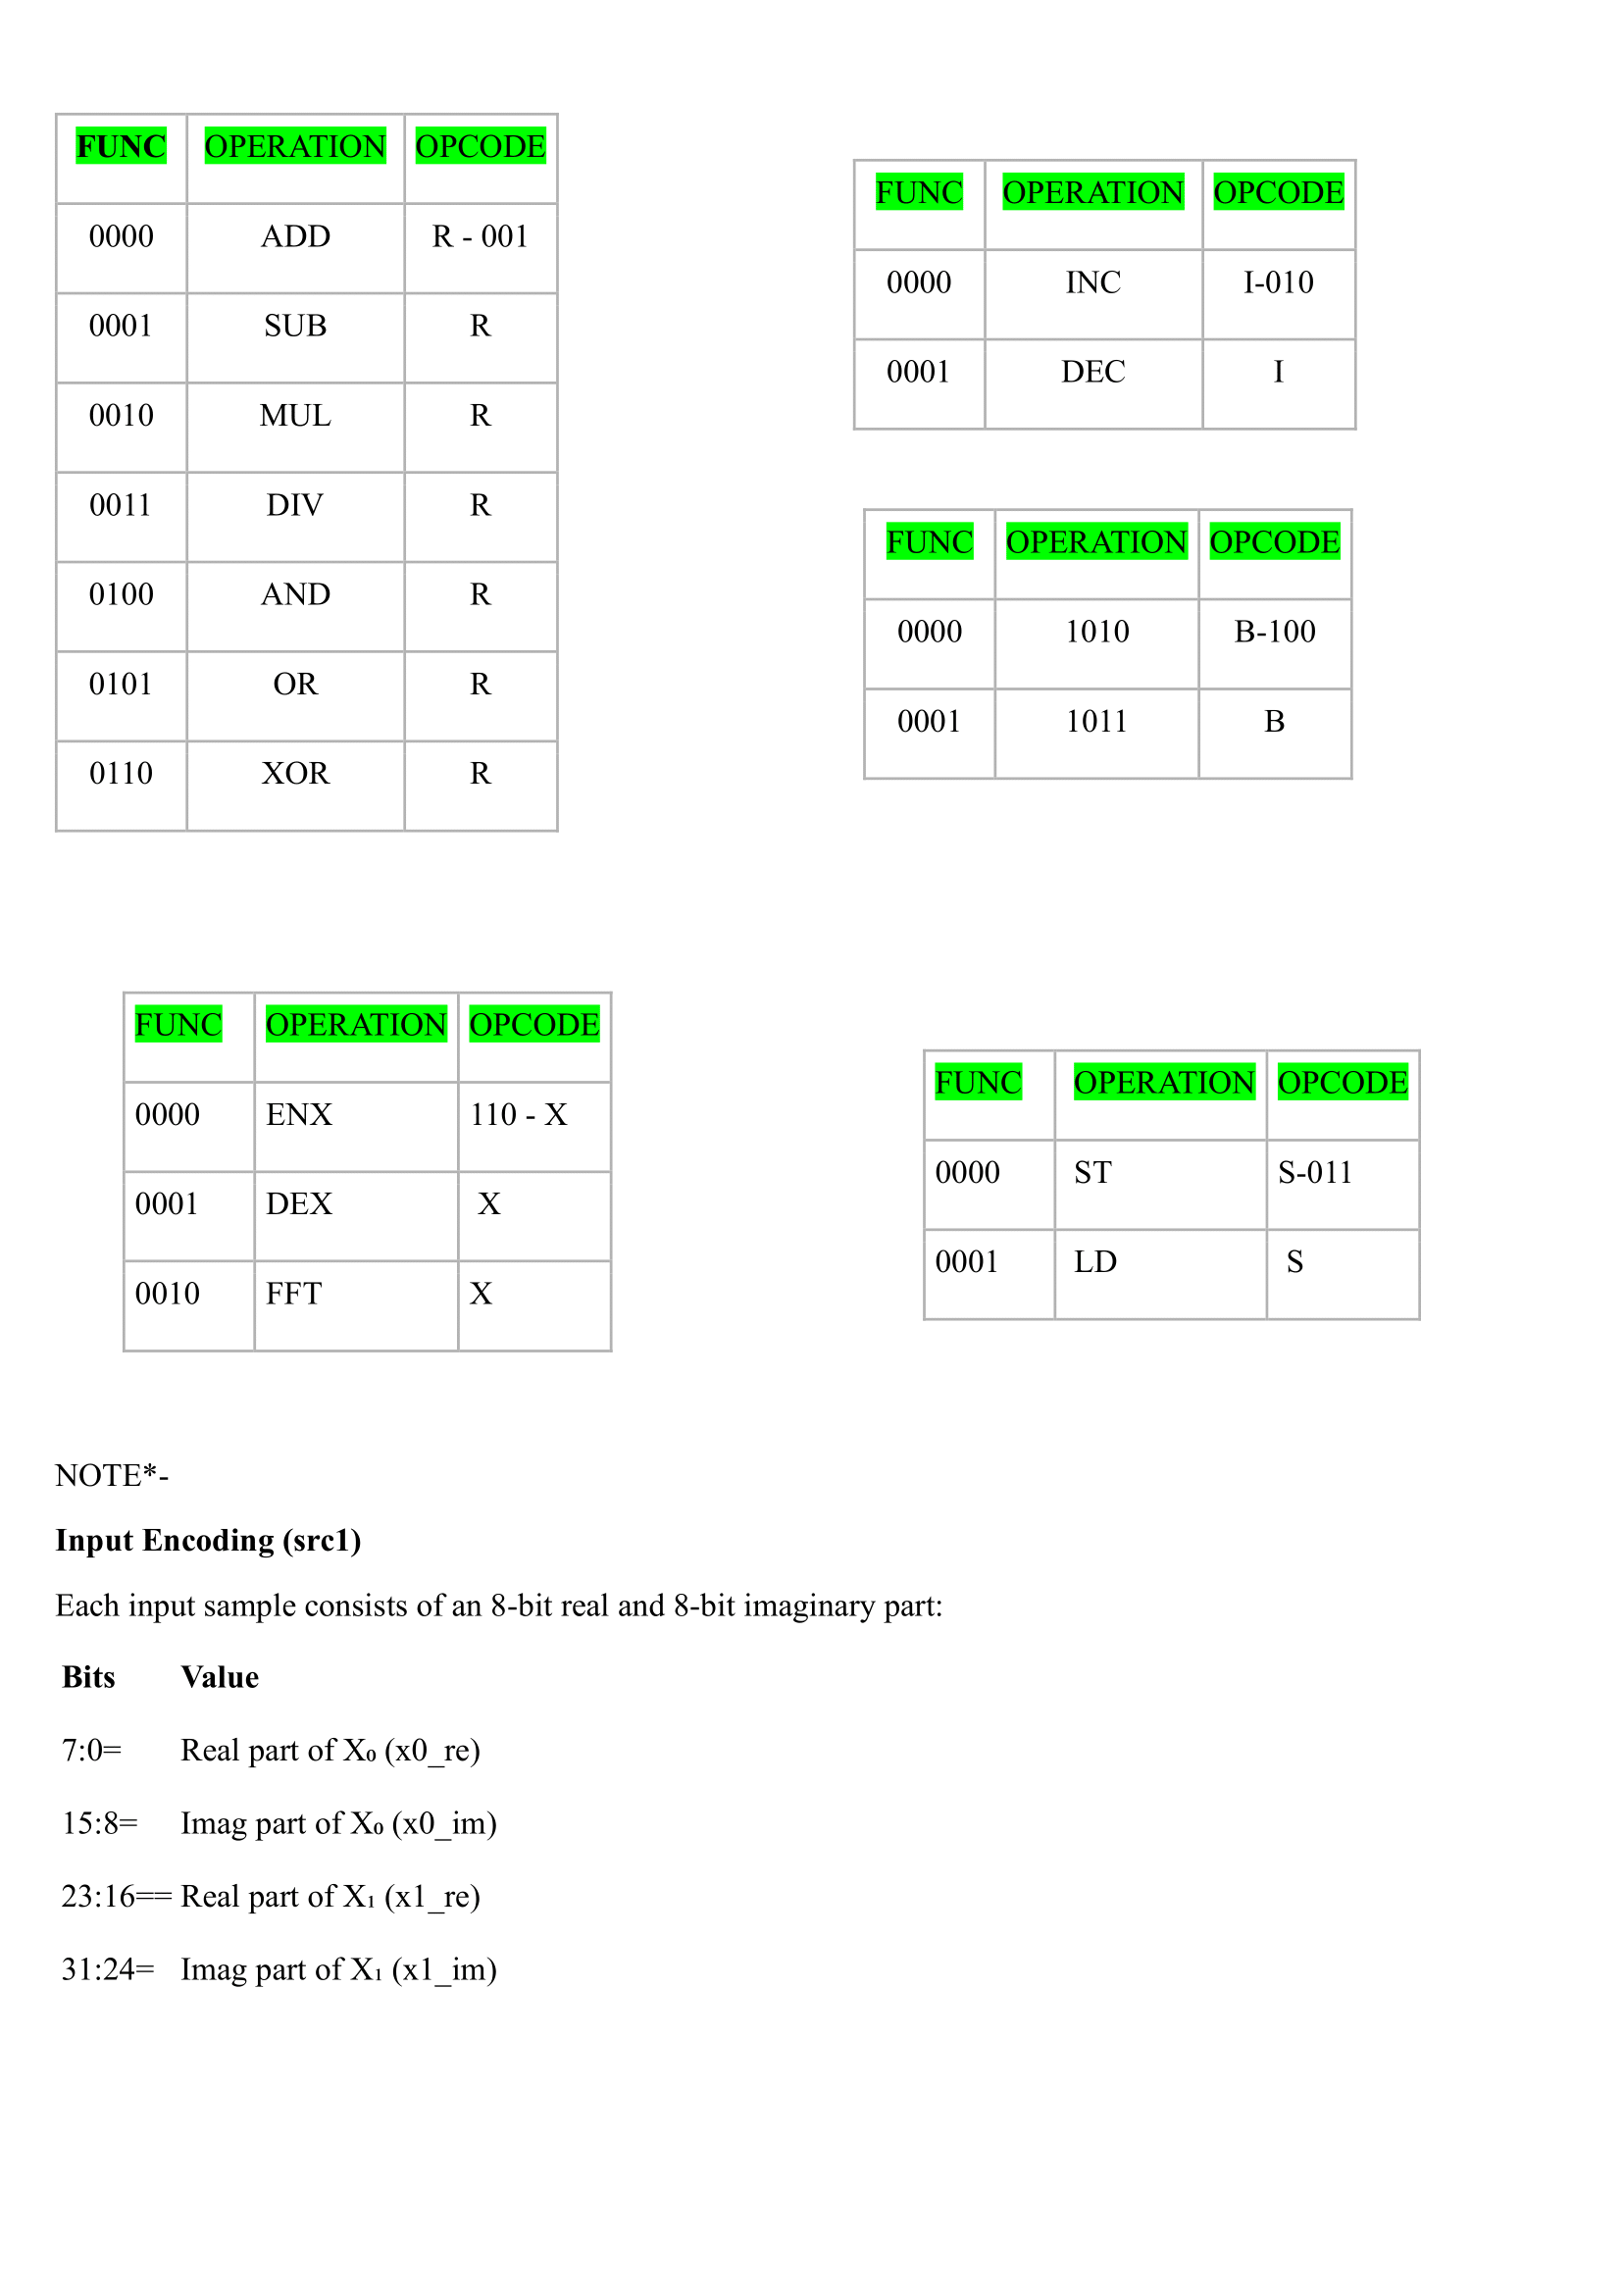 FUNC OPERATION OPCODE
0000 ADD R - 001
0001 SUB R
0010 MUL R
0011 DIV R
0100 AND R
0101 OR R
0110 XOR R
FUNC OPERATION OPCODE
0000 INC I-010
0001 DEC I
FUNC OPERATION OPCODE
0000 1010 B-100
0001 1011 B
FUNC OPERATION OPCODE
0000 ENX 110 - X
0001 DEX X
0010 FFT X
FUNC OPERATION OPCODE
0000 ST S-011
0001 LD S
NOTE*-
Input Encoding (src1)
Each input sample consists of an 8-bit real and 8-bit imaginary part:
Bits Value
7:0= Real part of X₀ (x0_re)
15:8= Imag part of X₀ (x0_im)
23:16== Real part of X₁ (x1_re)
31:24= Imag part of X₁ (x1_im)